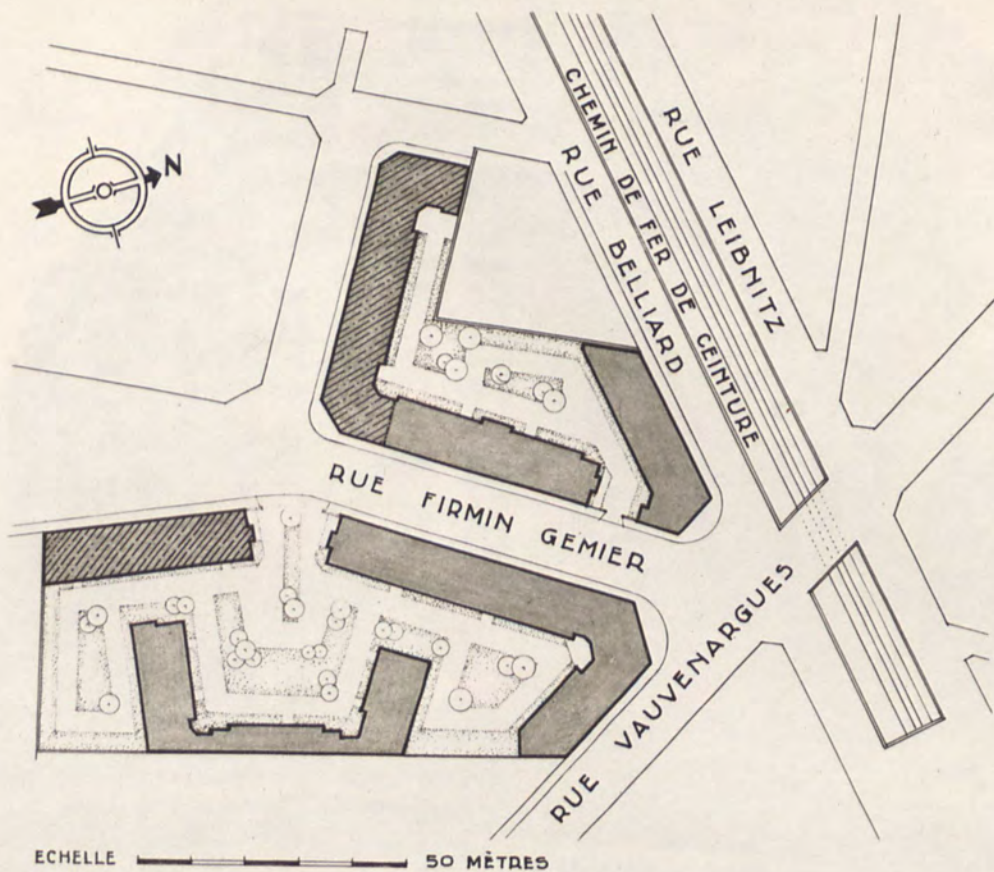 N
CHEMIN DE FER DE CEINTURE
RUE LEIBNITZ
RUE BELLIARD
RUE FIRMIN GEMIER
RUE VAUVENARGUES
ECHELLE 50 MÈTRES